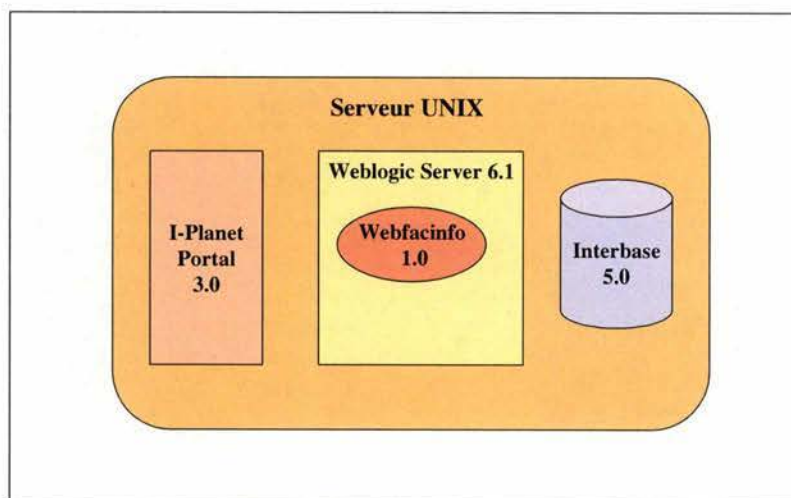 Serveur UNIX
I-Planet
Portal
3.0
Weblogic Server 6.1
Webfacinfo
1.0
Interbase
5.0